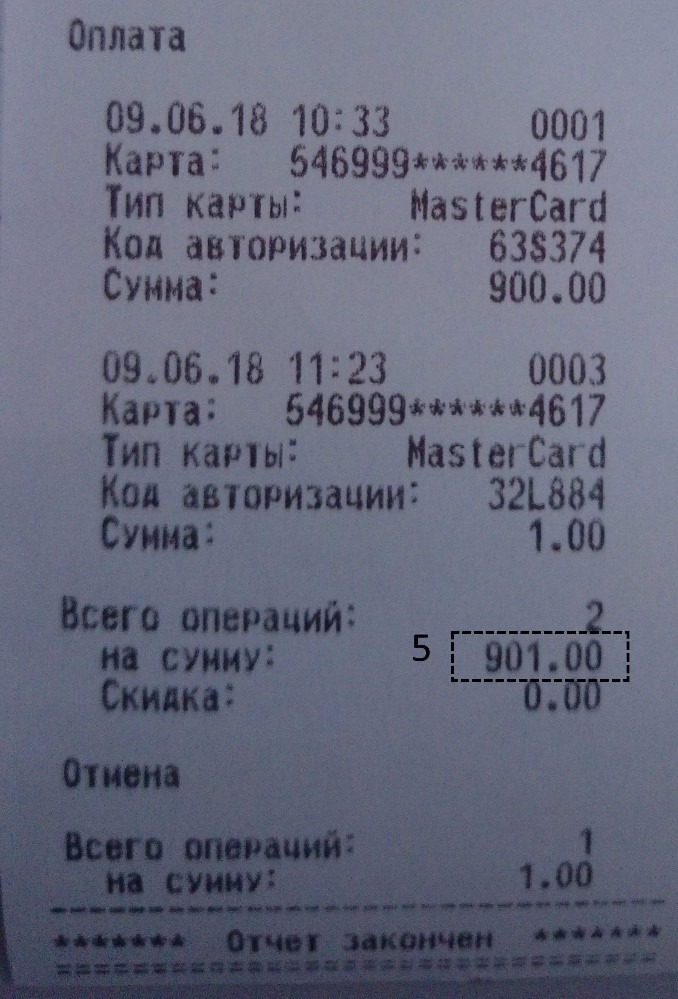 Оплата
09.06.18 10:33 0001
Карта: 546999******4617
Тип карты: MasterCard
Код авторизации: 63S374
Сумма: 900.00
09.06.18 11:23 0003
Карта: 546999******4617
Тип карты: MasterCard
Код авторизации: 32L884
Сумма: 1.00
Всего операций: 2
на сумму: 5 901.00
Скидка: 0.00
Отмена
Всего операций: 1
на сумму: 1.00
******* Отчет закончен *******